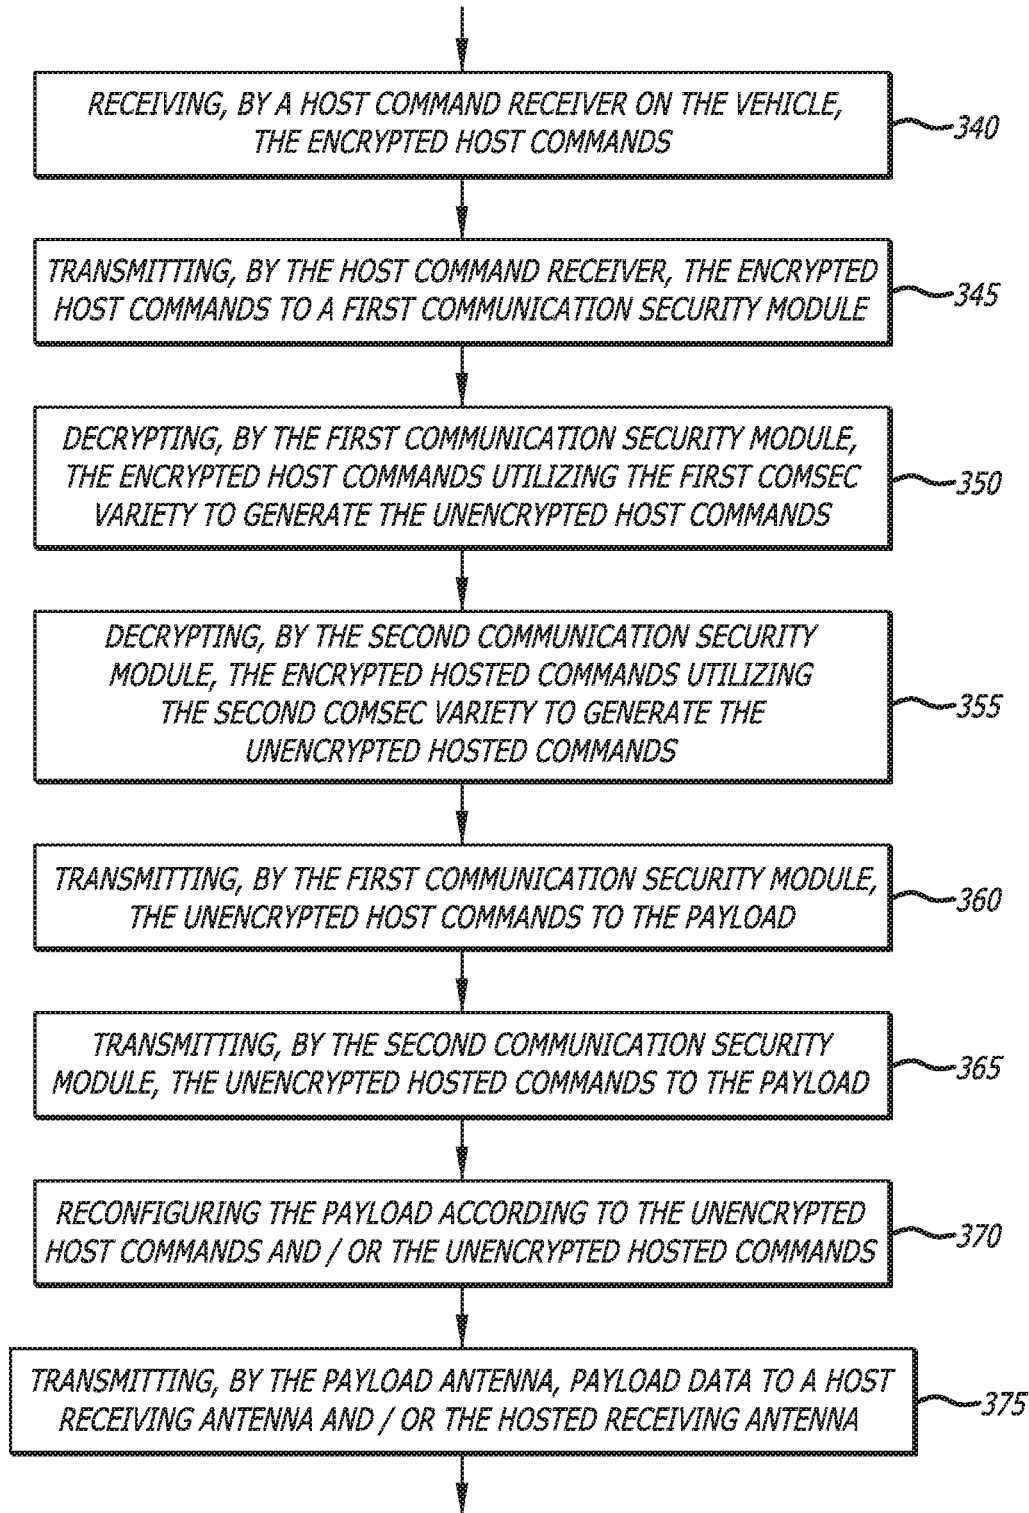 RECEIVING, BY A HOST COMMAND RECEIVER ON THE VEHICLE,
THE ENCRYPTED HOST COMMANDS
340
TRANSMITTING, BY THE HOST COMMAND RECEIVER, THE ENCRYPTED
HOST COMMANDS TO A FIRST COMMUNICATION SECURITY MODULE
345
DECRYPTING, BY THE FIRST COMMUNICATION SECURITY MODULE,
THE ENCRYPTED HOST COMMANDS UTILIZING THE FIRST COMSEC
VARIETY TO GENERATE THE UNENCRYPTED HOST COMMANDS
350
DECRYPTING, BY THE SECOND COMMUNICATION SECURITY
MODULE, THE ENCRYPTED HOSTED COMMANDS UTILIZING
THE SECOND COMSEC VARIETY TO GENERATE THE
UNENCRYPTED HOSTED COMMANDS
355
TRANSMITTING, BY THE FIRST COMMUNICATION SECURITY MODULE,
THE UNENCRYPTED HOST COMMANDS TO THE PAYLOAD
360
TRANSMITTING, BY THE SECOND COMMUNICATION SECURITY
MODULE, THE UNENCRYPTED HOSTED COMMANDS TO THE PAYLOAD
365
RECONFIGURING THE PAYLOAD ACCORDING TO THE UNENCRYPTED
HOST COMMANDS AND / OR THE UNENCRYPTED HOSTED COMMANDS
370
TRANSMITTING, BY THE PAYLOAD ANTENNA, PAYLOAD DATA TO A HOST
RECEIVING ANTENNA AND / OR THE HOSTED RECEIVING ANTENNA
375